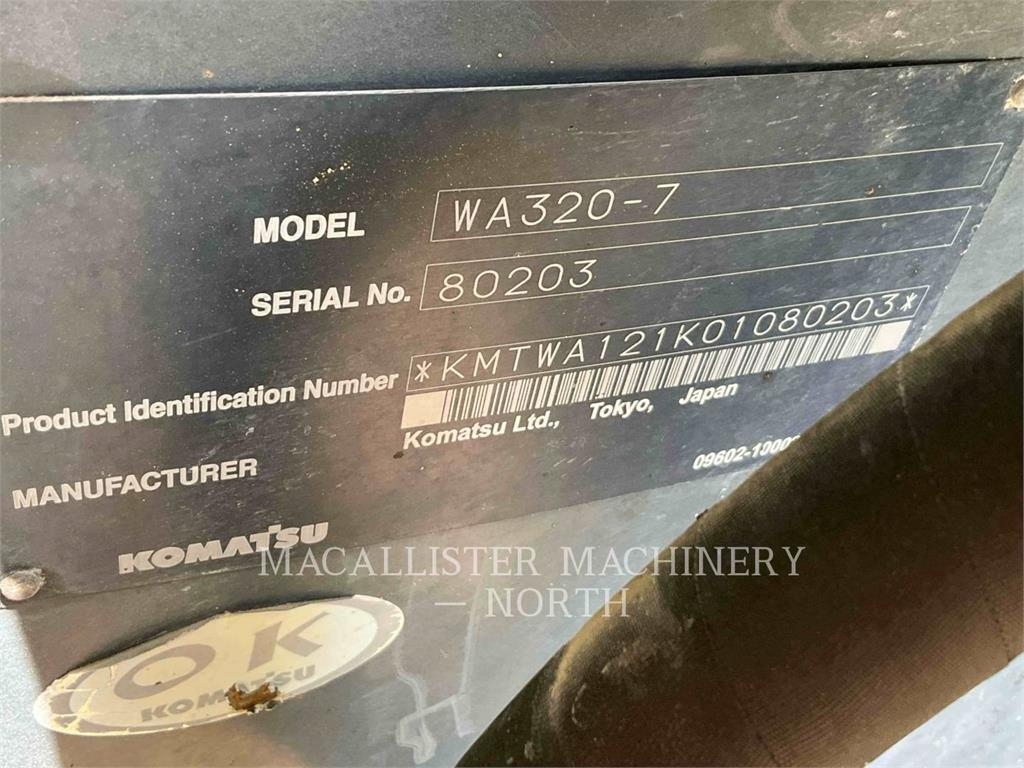 MODEL WA320-7
SERIAL No. 80203
Product Identification Number *KMTWA121K01080203*
MANUFACTURER Komatsu Ltd., Tokyo, Japan
KOMATSU
MACALLISTER MACHINERY
— NORTH
OK
KOMATSU